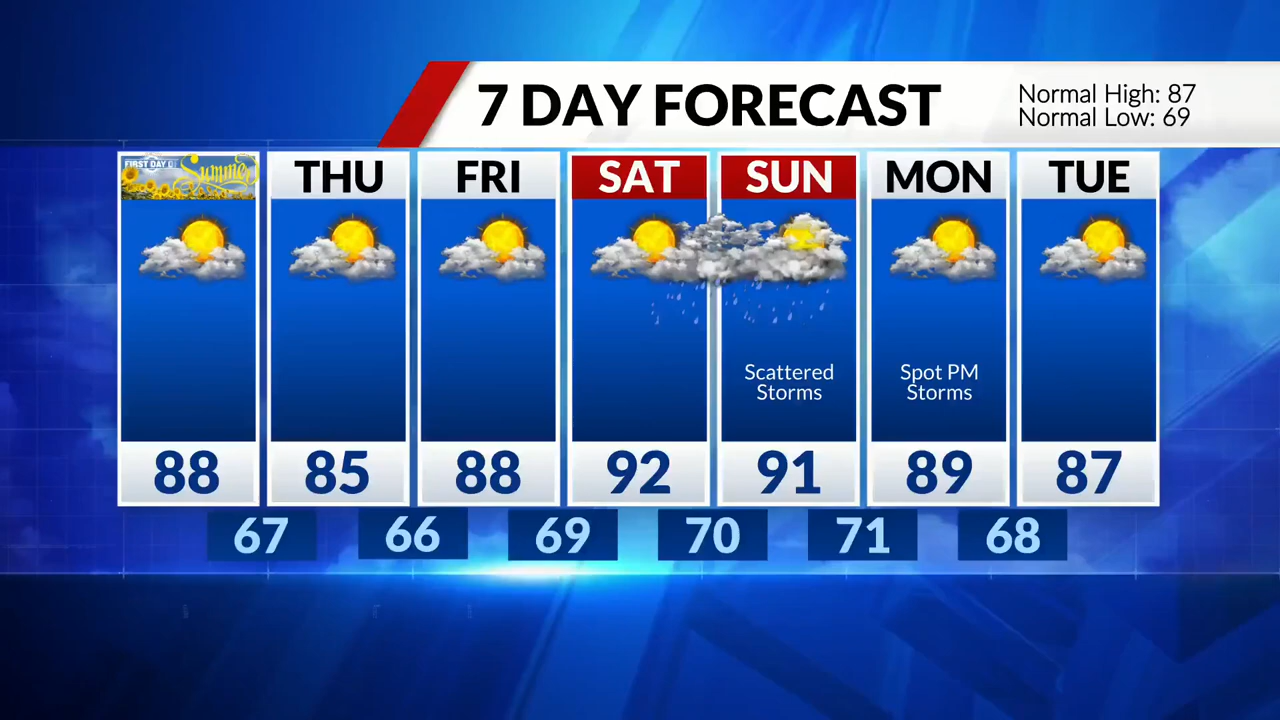 7 DAY FORECAST
Normal High: 87
Normal Low: 69
FIRST DAY OF
Summer
THU
FRI
SAT
SUN
MON
TUE
Scattered
Storms
Spot PM
Storms
88
85
88
92
91
89
87
67
66
69
70
71
68